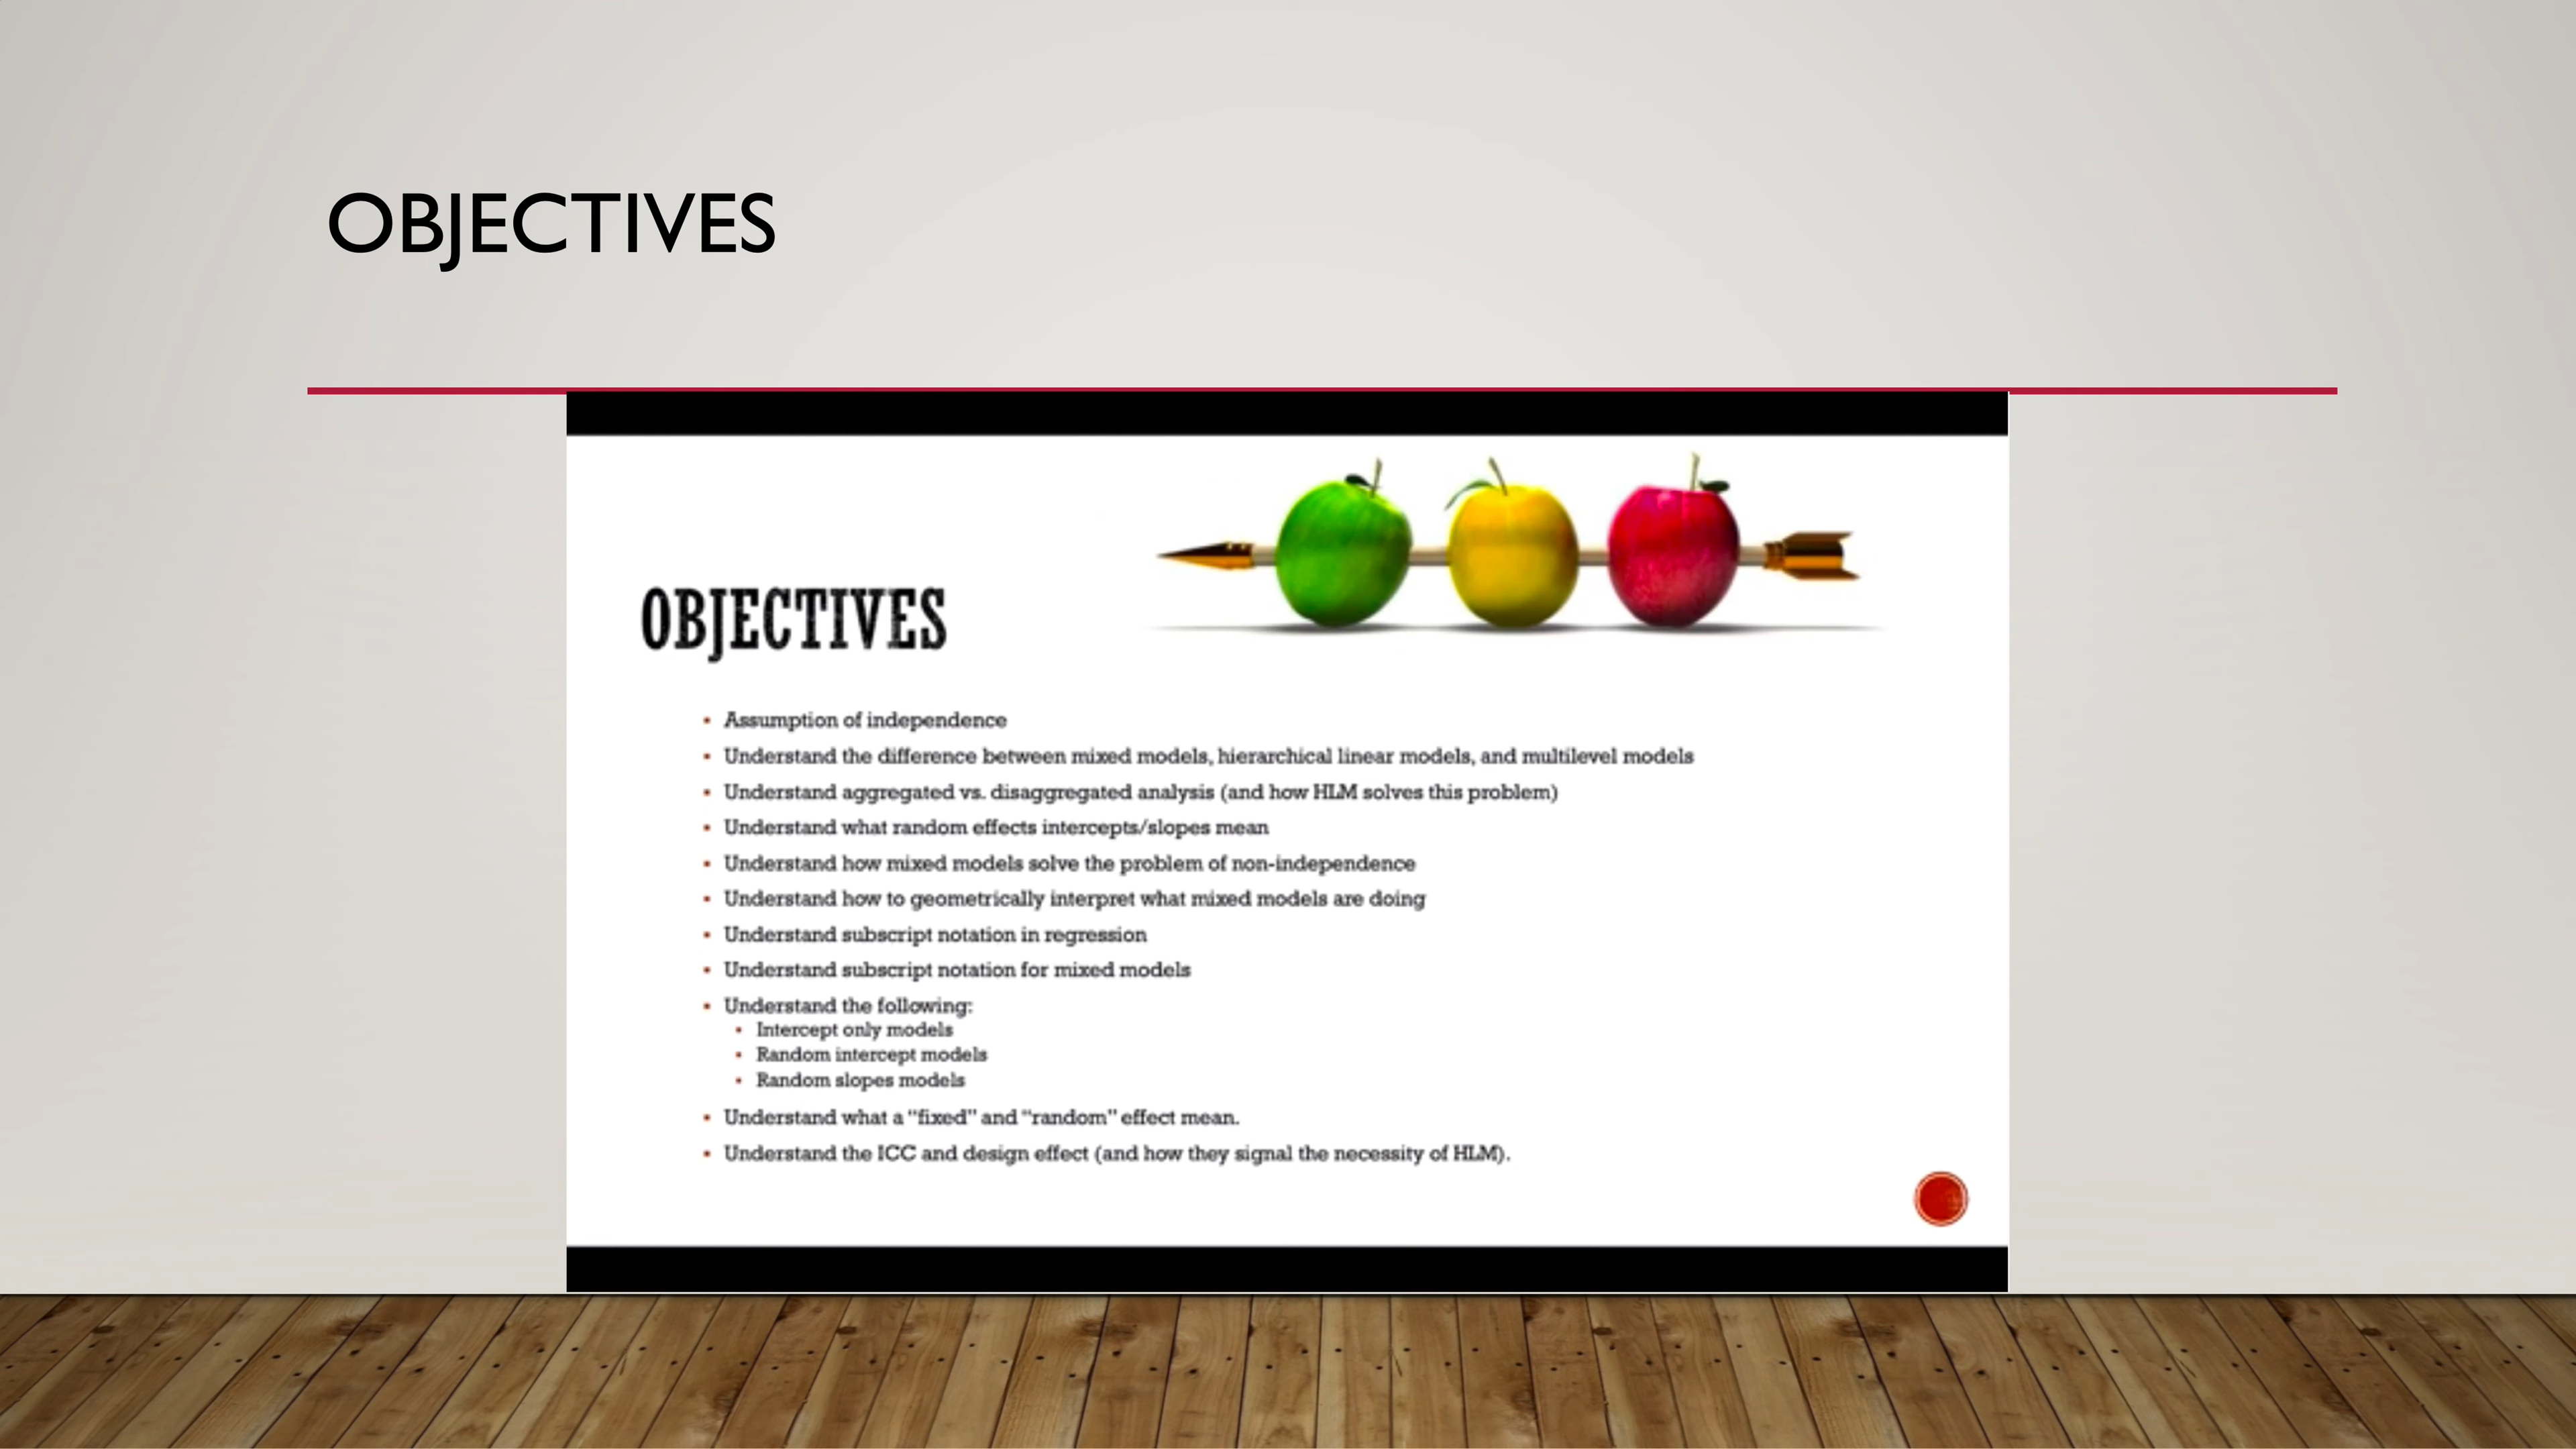 OBJECTIVES
OBJECTIVES
▪ Assumption of independence
▪ Understand the difference between mixed models, hierarchical linear models, and multilevel models
▪ Understand aggregated vs. disaggregated analysis (and how HLM solves this problem)
▪ Understand what random effects intercepts/slopes mean
▪ Understand how mixed models solve the problem of non-independence
▪ Understand how to geometrically interpret what mixed models are doing
▪ Understand subscript notation in regression
▪ Understand subscript notation for mixed models
▪ Understand the following:
▪ Intercept only models
▪ Random intercept models
▪ Random slopes models
▪ Understand what a “fixed” and “random” effect mean.
▪ Understand the ICC and design effect (and how they signal the necessity of HLM).